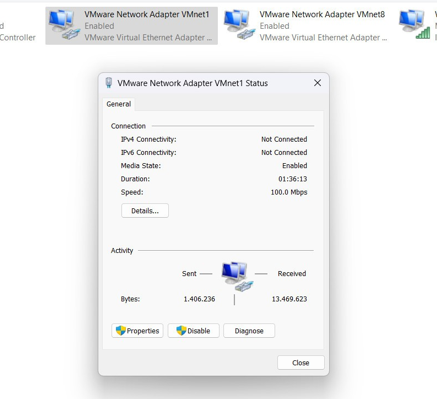 VMware Network Adapter VMnet1
Enabled
VMware Virtual Ethernet Adapter ...
Controller
VMware Network Adapter VMnet8
Enabled
VMware Virtual Ethernet Adapter ...
VMware Network Adapter VMnet1 Status
General
Connection
IPv4 Connectivity: Not Connected
IPv6 Connectivity: Not Connected
Media State: Enabled
Duration: 01:36:13
Speed: 100.0 Mbps
Details...
Activity
Sent Received
Bytes: 1.406.236 13.469.623
Properties
Disable
Diagnose
Close